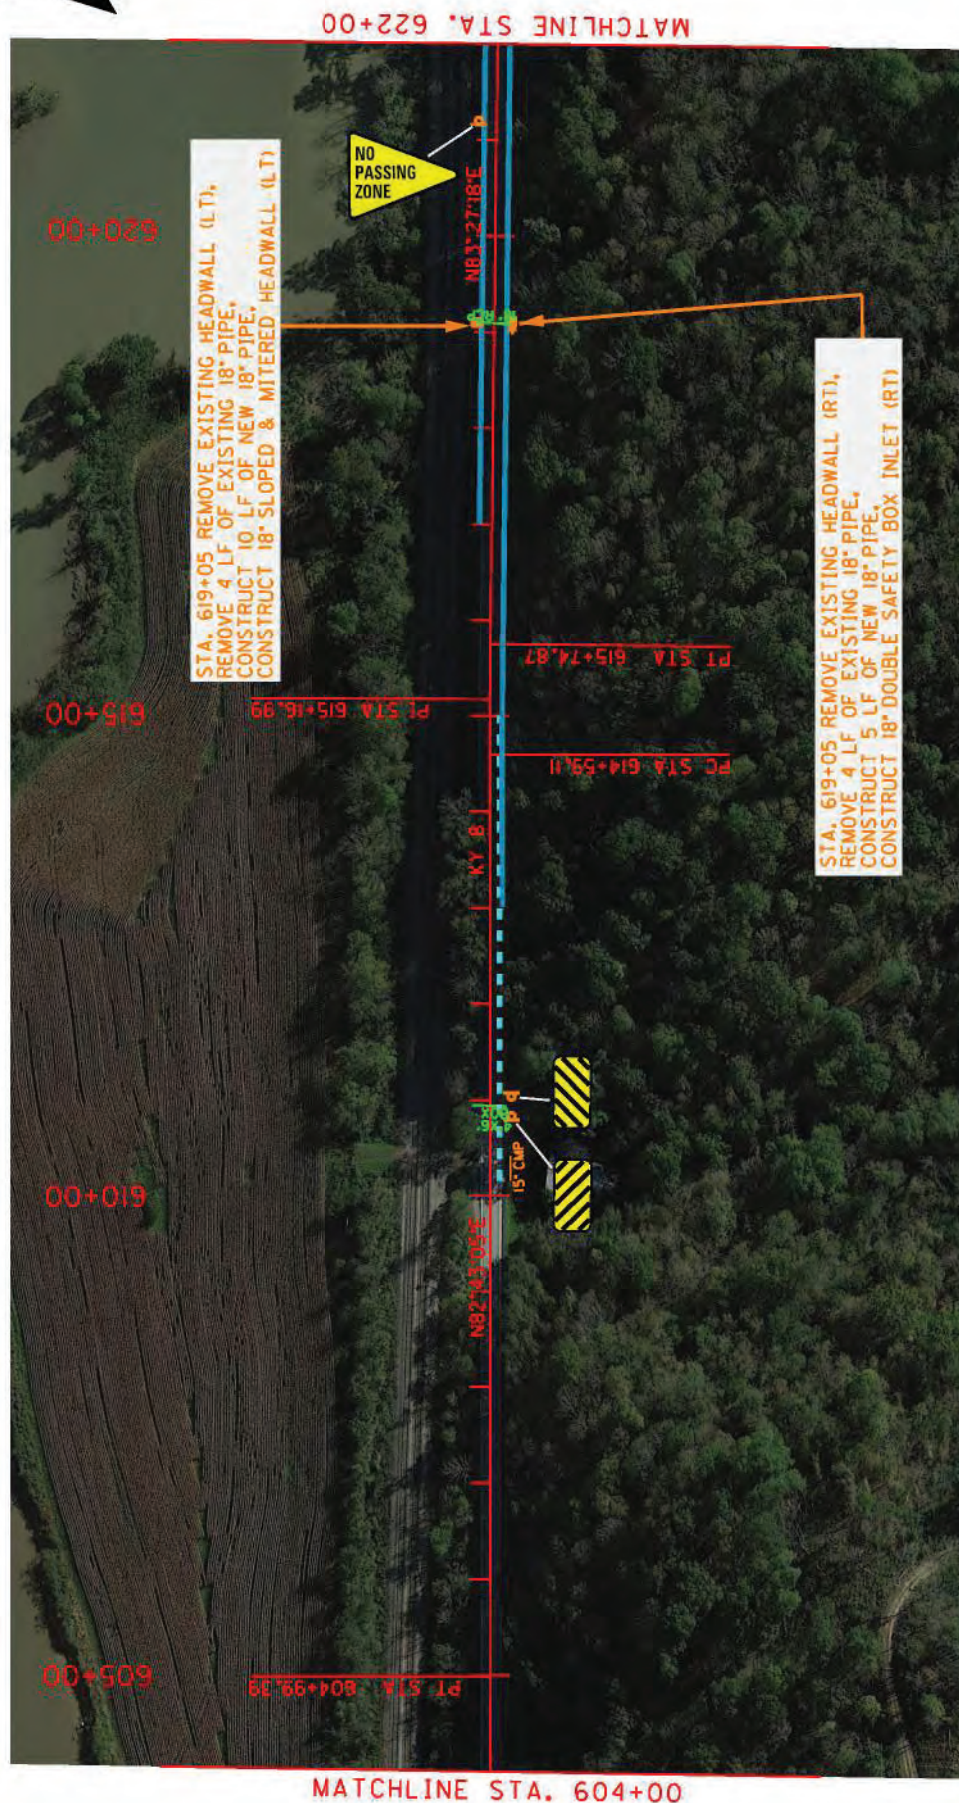 MATCHLINE STA. 622+00
NO
PASSING
ZONE
620+00
N83°27'18"E
STA. 619+05 REMOVE EXISTING HEADWALL (LT),
REMOVE 4 LF OF EXISTING 18" PIPE,
CONSTRUCT 10 LF OF NEW 18" PIPE,
CONSTRUCT 18" SLOPED & MITERED HEADWALL (LT)
STA. 619+05 REMOVE EXISTING HEADWALL (RT),
REMOVE 4 LF OF EXISTING 18" PIPE,
CONSTRUCT 5 LF OF NEW 18" PIPE,
CONSTRUCT 18" DOUBLE SAFETY BOX INLET (RT)
PT STA 615+74.87
615+00
PI STA 615+16.99
PC STA 614+59.11
KY 8
4'X6'
BOX
15" CMP
610+00
N82°43'05"E
605+00
PT STA 604+99.39
MATCHLINE STA. 604+00